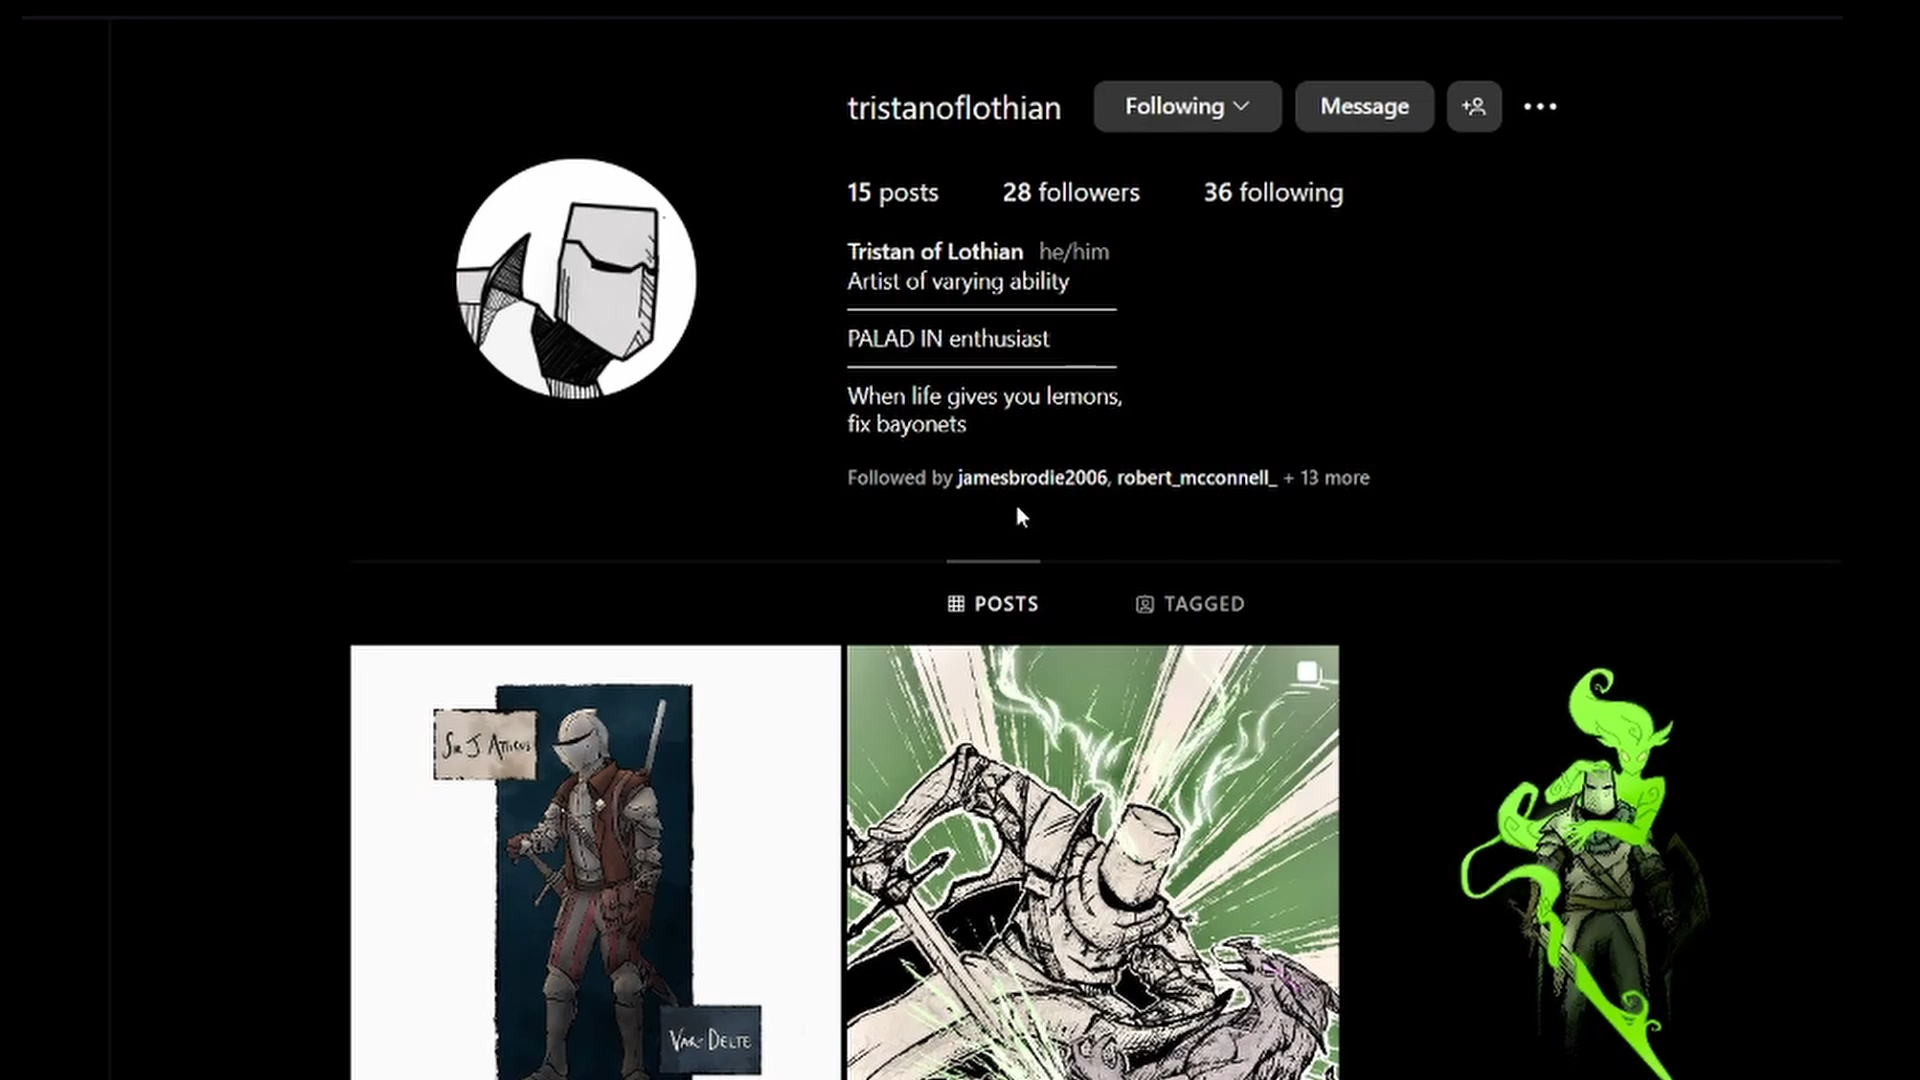 tristanoflothian
Following
Message
15 posts
28 followers
36 following
Tristan of Lothian he/him
Artist of varying ability
PALAD IN enthusiast
When life gives you lemons,
fix bayonets
Followed by jamesbrodie2006, robert_mcconnell_ + 13 more
POSTS
TAGGED
Sir J Atticus
Var-Delte